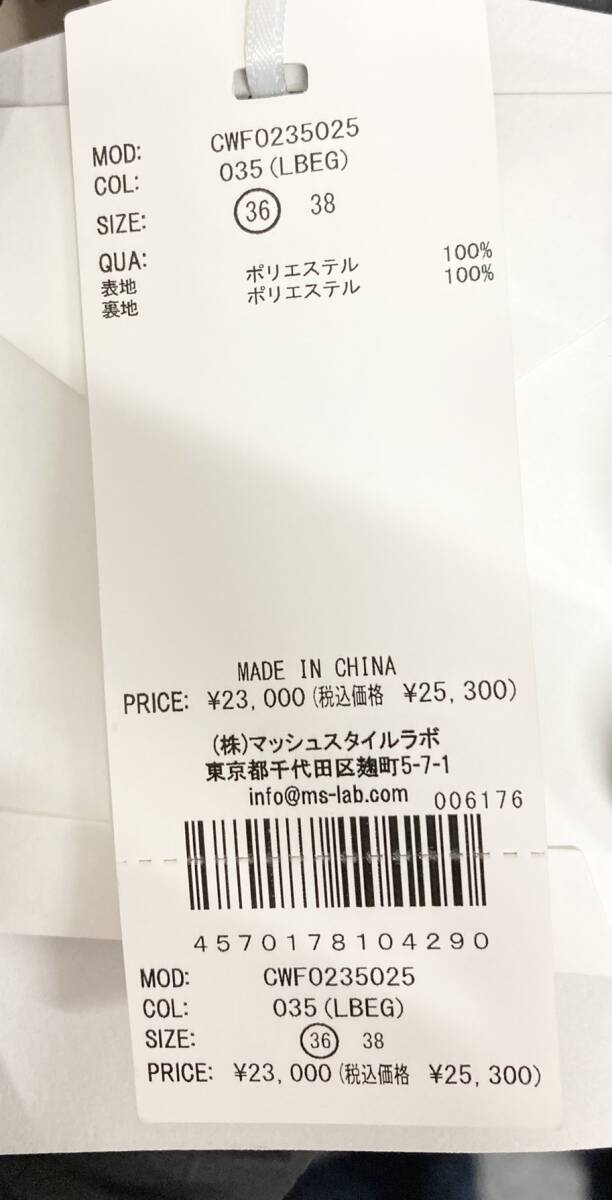 MOD: CWFO235025
COL: 035(LBEG)
SIZE: 36 38
QUA:
表地 ポリエステル 100%
裏地 ポリエステル 100%
MADE IN CHINA
PRICE: ¥23,000(税込価格 ¥25,300)
(株)マッシュスタイルラボ
東京都千代田区麹町5-7-1
info@ms-lab.com 006176
4570178104290
MOD: CWFO235025
COL: 035(LBEG)
SIZE: 36 38
PRICE: ¥23,000(税込価格 ¥25,300)